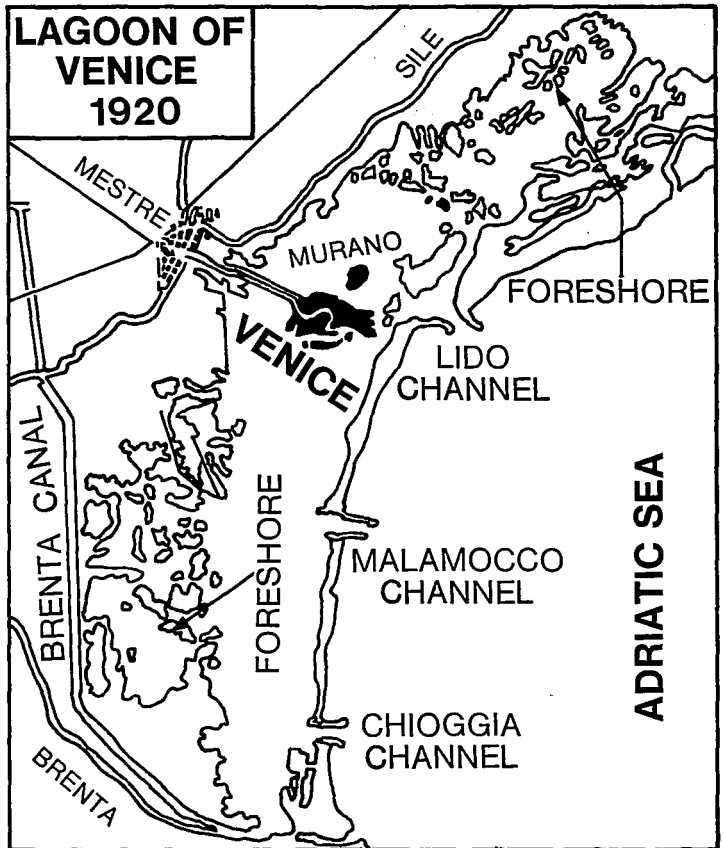 LAGOON OF
VENICE
1920
SILE
MESTRE
MURANO
FORESHORE
VENICE
LIDO
CHANNEL
BRENTA CANAL
FORESHORE
ADRIATIC SEA
MALAMOCCO
CHANNEL
CHIOGGIA
CHANNEL
BRENTA